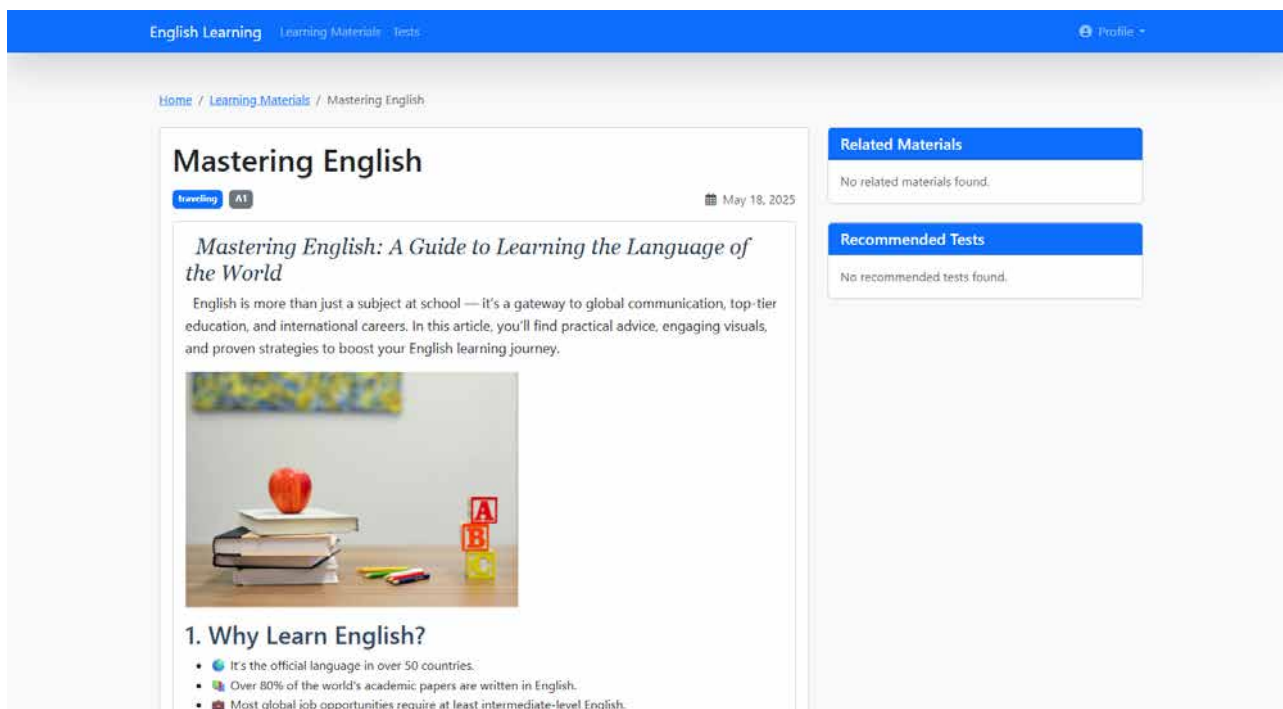 English Learning Learning Materials Tests Profile
Home / Learning Materials / Mastering English
Mastering English
traveling A1
May 18, 2025
Mastering English: A Guide to Learning the Language of
the World
English is more than just a subject at school — it's a gateway to global communication, top-tier
education, and international careers. In this article, you'll find practical advice, engaging visuals,
and proven strategies to boost your English learning journey.
A
B
C
1. Why Learn English?
• It's the official language in over 50 countries.
• Over 80% of the world's academic papers are written in English.
• Most global job opportunities require at least intermediate-level English.
Related Materials
No related materials found.
Recommended Tests
No recommended tests found.